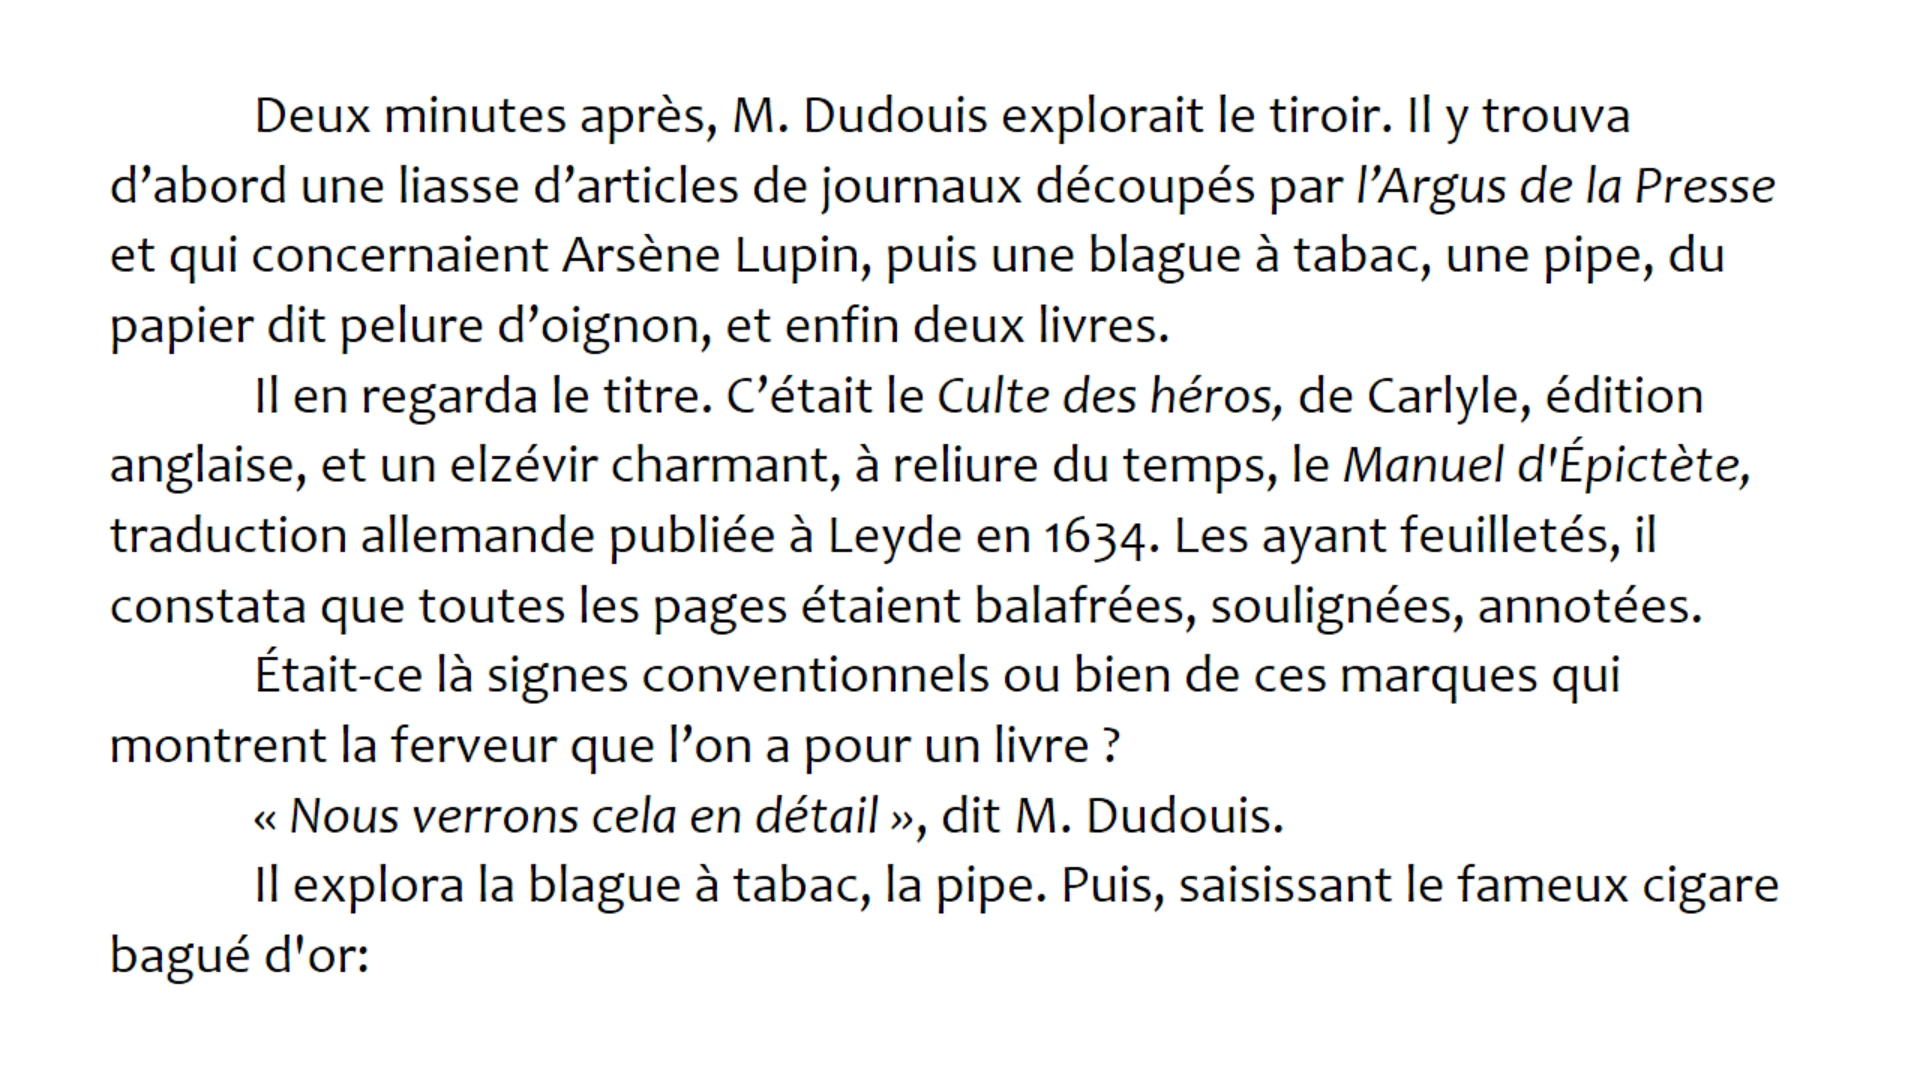 Deux minutes après, M. Dudouis explorait le tiroir. Il y trouva
d’abord une liasse d’articles de journaux découpés par l’Argus de la Presse
et qui concernaient Arsène Lupin, puis une blague à tabac, une pipe, du
papier dit pelure d’oignon, et enfin deux livres.
Il en regarda le titre. C’était le Culte des héros, de Carlyle, édition
anglaise, et un elzévir charmant, à reliure du temps, le Manuel d'Épictète,
traduction allemande publiée à Leyde en 1634. Les ayant feuilletés, il
constata que toutes les pages étaient balafrées, soulignées, annotées.
Était-ce là signes conventionnels ou bien de ces marques qui
montrent la ferveur que l’on a pour un livre ?
« Nous verrons cela en détail », dit M. Dudouis.
Il explora la blague à tabac, la pipe. Puis, saisissant le fameux cigare
bagué d'or: